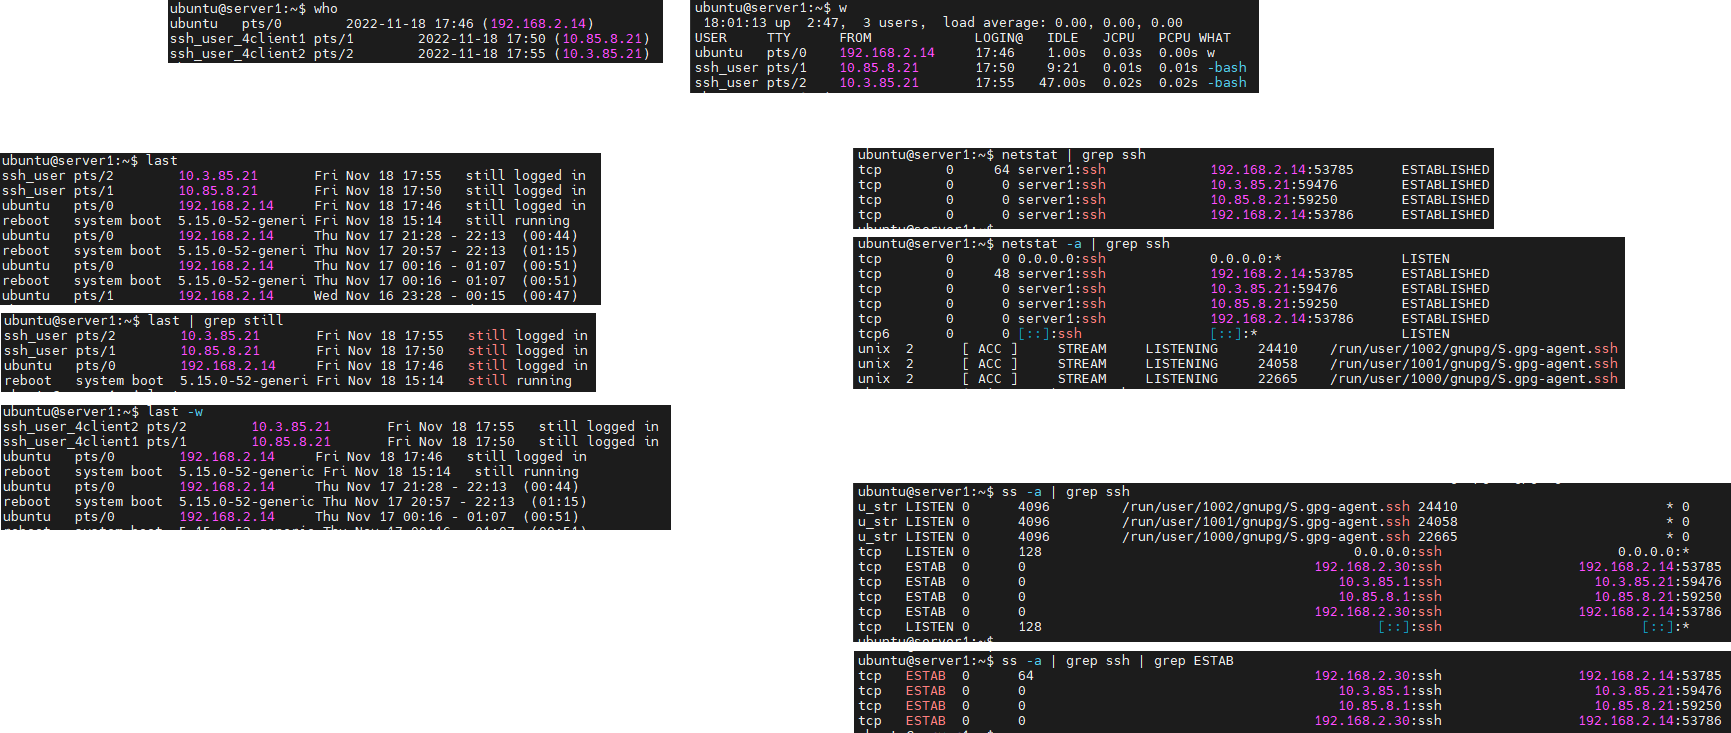 ubuntu@server1:~$ who
ubuntu   pts/0        2022-11-18 17:46 (192.168.2.14)
ssh_user_4client1 pts/1        2022-11-18 17:50 (10.85.8.21)
ssh_user_4client2 pts/2        2022-11-18 17:55 (10.3.85.21)
ubuntu@server1:~$ w
 18:01:13 up  2:47,  3 users,  load average: 0.00, 0.00, 0.00
USER     TTY      FROM             LOGIN@   IDLE   JCPU   PCPU WHAT
ubuntu   pts/0    192.168.2.14     17:46    1.00s  0.03s  0.00s w
ssh_user pts/1    10.85.8.21       17:50    9:21   0.01s  0.01s -bash
ssh_user pts/2    10.3.85.21       17:55   47.00s  0.02s  0.02s -bash
ubuntu@server1:~$ last
ssh_user pts/2        10.3.85.21       Fri Nov 18 17:55   still logged in
ssh_user pts/1        10.85.8.21       Fri Nov 18 17:50   still logged in
ubuntu   pts/0        192.168.2.14     Fri Nov 18 17:46   still logged in
reboot   system boot  5.15.0-52-generi Fri Nov 18 15:14   still running
ubuntu   pts/0        192.168.2.14     Thu Nov 17 21:28 - 22:13  (00:44)
reboot   system boot  5.15.0-52-generi Thu Nov 17 20:57 - 22:13  (01:15)
ubuntu   pts/0        192.168.2.14     Thu Nov 17 00:16 - 01:07  (00:51)
reboot   system boot  5.15.0-52-generi Thu Nov 17 00:16 - 01:07  (00:51)
ubuntu   pts/1        192.168.2.14     Wed Nov 16 23:28 - 00:15  (00:47)
ubuntu@server1:~$ last | grep still
ssh_user pts/2        10.3.85.21       Fri Nov 18 17:55   still logged in
ssh_user pts/1        10.85.8.21       Fri Nov 18 17:50   still logged in
ubuntu   pts/0        192.168.2.14     Fri Nov 18 17:46   still logged in
reboot   system boot  5.15.0-52-generi Fri Nov 18 15:14   still running
ubuntu@server1:~$ last -w
ssh_user_4client2 pts/2        10.3.85.21       Fri Nov 18 17:55   still logged in
ssh_user_4client1 pts/1        10.85.8.21       Fri Nov 18 17:50   still logged in
ubuntu   pts/0        192.168.2.14     Fri Nov 18 17:46   still logged in
reboot   system boot  5.15.0-52-generic Fri Nov 18 15:14   still running
ubuntu   pts/0        192.168.2.14     Thu Nov 17 21:28 - 22:13  (00:44)
reboot   system boot  5.15.0-52-generic Thu Nov 17 20:57 - 22:13  (01:15)
ubuntu   pts/0        192.168.2.14     Thu Nov 17 00:16 - 01:07  (00:51)
ubuntu@server1:~$ netstat | grep ssh
tcp        0     64 server1:ssh             192.168.2.14:53785      ESTABLISHED
tcp        0      0 server1:ssh             10.3.85.21:59476        ESTABLISHED
tcp        0      0 server1:ssh             10.85.8.21:59250        ESTABLISHED
tcp        0      0 server1:ssh             192.168.2.14:53786      ESTABLISHED
ubuntu@server1:~$ netstat -a | grep ssh
tcp        0      0 0.0.0.0:ssh             0.0.0.0:*               LISTEN
tcp        0     48 server1:ssh             192.168.2.14:53785      ESTABLISHED
tcp        0      0 server1:ssh             10.3.85.21:59476        ESTABLISHED
tcp        0      0 server1:ssh             10.85.8.21:59250        ESTABLISHED
tcp        0      0 server1:ssh             192.168.2.14:53786      ESTABLISHED
tcp6       0      0 [::]:ssh                [::]:*                  LISTEN
unix  2      [ ACC ]     STREAM     LISTENING     24410    /run/user/1002/gnupg/S.gpg-agent.ssh
unix  2      [ ACC ]     STREAM     LISTENING     24058    /run/user/1001/gnupg/S.gpg-agent.ssh
unix  2      [ ACC ]     STREAM     LISTENING     22665    /run/user/1000/gnupg/S.gpg-agent.ssh
ubuntu@server1:~$ ss -a | grep ssh
u_str LISTEN 0      4096         /run/user/1002/gnupg/S.gpg-agent.ssh 24410                          * 0
u_str LISTEN 0      4096         /run/user/1001/gnupg/S.gpg-agent.ssh 24058                          * 0
u_str LISTEN 0      4096         /run/user/1000/gnupg/S.gpg-agent.ssh 22665                          * 0
tcp   LISTEN 0      128          0.0.0.0:ssh                      0.0.0.0:*
tcp   ESTAB  0      0            192.168.2.30:ssh                 192.168.2.14:53785
tcp   ESTAB  0      0            10.3.85.1:ssh                   10.3.85.21:59476
tcp   ESTAB  0      0            10.85.8.1:ssh                   10.85.8.21:59250
tcp   ESTAB  0      0            192.168.2.30:ssh                 192.168.2.14:53786
tcp   LISTEN 0      128          [::]:ssh                         [::]:*
ubuntu@server1:~$ ss -a | grep ssh | grep ESTAB
tcp   ESTAB  0      64           192.168.2.30:ssh                 192.168.2.14:53785
tcp   ESTAB  0      0            10.3.85.1:ssh                   10.3.85.21:59476
tcp   ESTAB  0      0            10.85.8.1:ssh                   10.85.8.21:59250
tcp   ESTAB  0      0            192.168.2.30:ssh                 192.168.2.14:53786